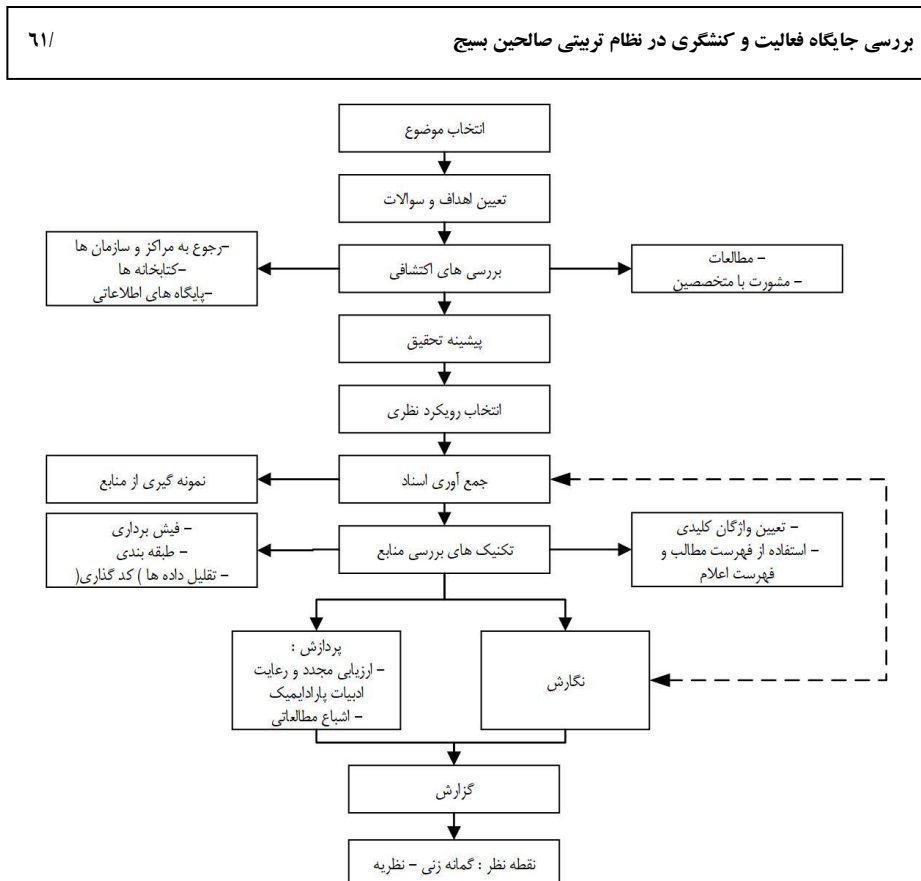 بررسی جایگاه فعالیت و کنشگری در نظام تربیتی صالحین بسیج
/۶۱
انتخاب موضوع
تعیین اهداف و سوالات
بررسی های اکتشافی
– مطالعات
– مشورت با متخصصین
–رجوع به مراکز و سازمان ها
–کتابخانه ها
–پایگاه های اطلاعاتی
پیشینه تحقیق
انتخاب رویکرد نظری
جمع آوری اسناد
نمونه گیری از منابع
تکنیک های بررسی منابع
– تعیین واژگان کلیدی
– استفاده از فهرست مطالب و
فهرست اعلام
– فیش برداری
– طبقه بندی
– تقلیل داده ها ) کد گذاری(
نگارش
پردازش :
– ارزیابی مجدد و رعایت
ادبیات پارادایمیک
– اشباع مطالعاتی
گزارش
نقطه نظر : گمانه زنی – نظریه